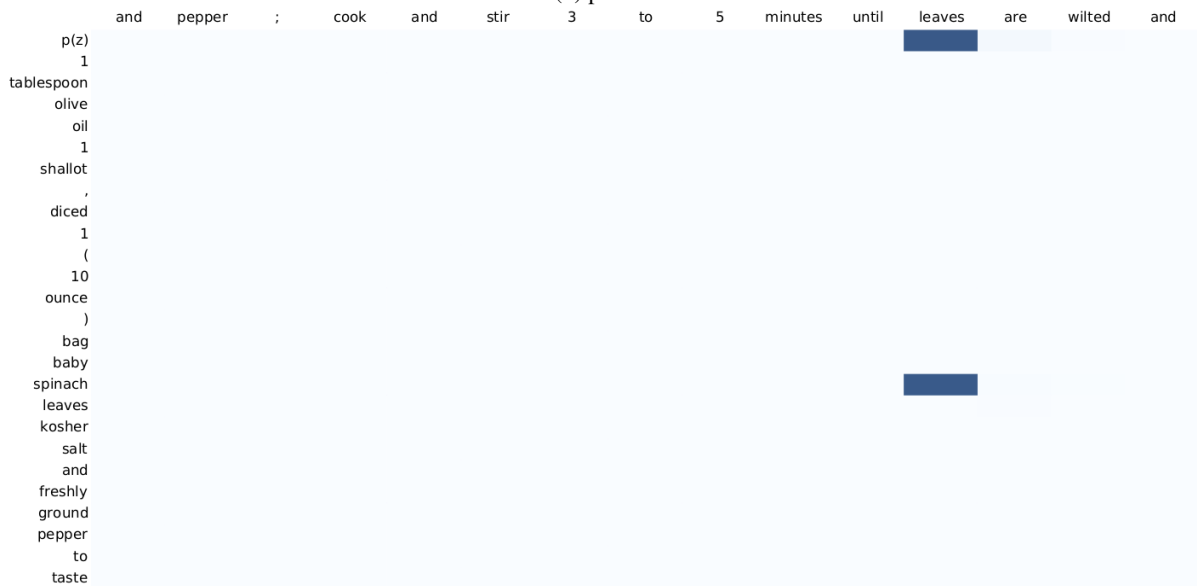 and pepper ; cook and stir 3 to 5 minutes until leaves are wilted and
p(z)
1
tablespoon
olive
oil
1
shallot
,
diced
1
(
10
ounce
)
bag
baby
spinach
leaves
kosher
salt
and
freshly
ground
pepper
to
taste